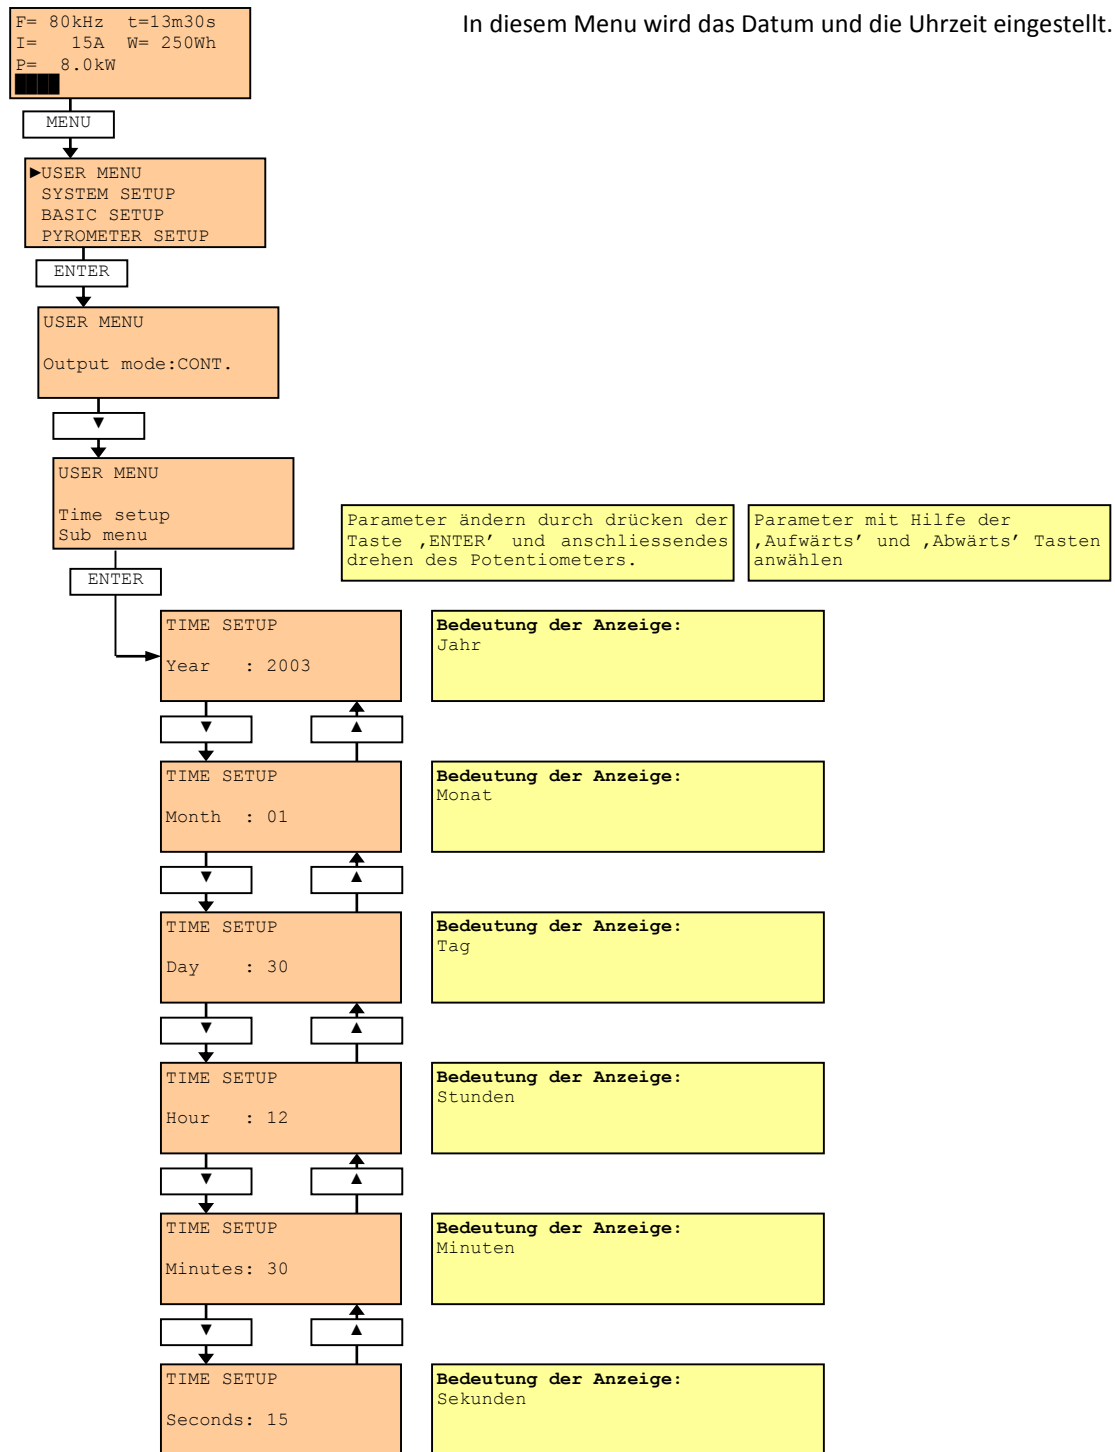 In diesem Menu wird das Datum und die Uhrzeit eingestellt.
F= 80kHz t=13m30s
I= 15A W= 250Wh
P= 8.0kW
MENU
►USER MENU
SYSTEM SETUP
BASIC SETUP
PYROMETER SETUP
ENTER
USER MENU
Output mode:CONT.
▼
USER MENU
Time setup
Sub menu
Parameter ändern durch drücken der
Taste ‚ENTER’ und anschliessendes
drehen des Potentiometers.
Parameter mit Hilfe der
‚Aufwärts’ und ‚Abwärts’ Tasten
anwählen
ENTER
TIME SETUP
Year : 2003
Bedeutung der Anzeige:
Jahr
▼ ▲
TIME SETUP
Month : 01
Bedeutung der Anzeige:
Monat
▼ ▲
TIME SETUP
Day : 30
Bedeutung der Anzeige:
Tag
▼ ▲
TIME SETUP
Hour : 12
Bedeutung der Anzeige:
Stunden
▼ ▲
TIME SETUP
Minutes: 30
Bedeutung der Anzeige:
Minuten
▼ ▲
TIME SETUP
Seconds: 15
Bedeutung der Anzeige:
Sekunden